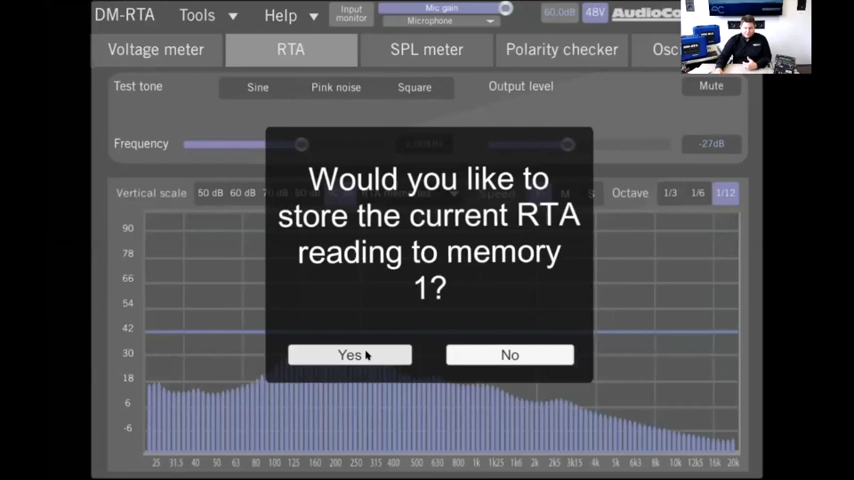 DM-RTA Tools Help Input monitor Mic gain Microphone 60.0dB 48V AudioCo
Voltage meter RTA SPL meter Polarity checker Osc
Test tone Sine Pink noise Square Output level Mute
Frequency -27dB
Vertical scale 50 dB 60 dB M S Octave 1/3 1/6 1/12
Would you like to
store the current RTA
reading to memory
1?
Yes No
90
78
66
54
42
30
18
6
-6
25 31.5 40 50 63 80 100 125 160 200 250 315 400 500 630 800 1k 1k25 1k6 2k 2k5 3k15 4k 5k 6k3 8k 10k 12k5 16k 20k